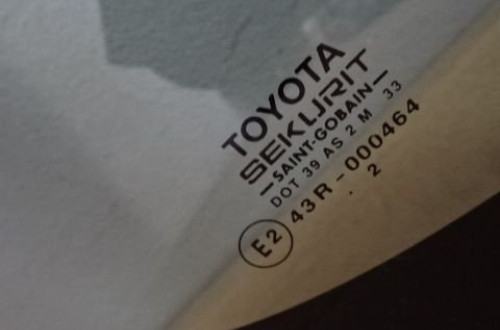 TOYOTA
SEKURIT
SAINT-GOBAIN
DOT 39 AS 2 M 33
E2 43R-000464
. 2